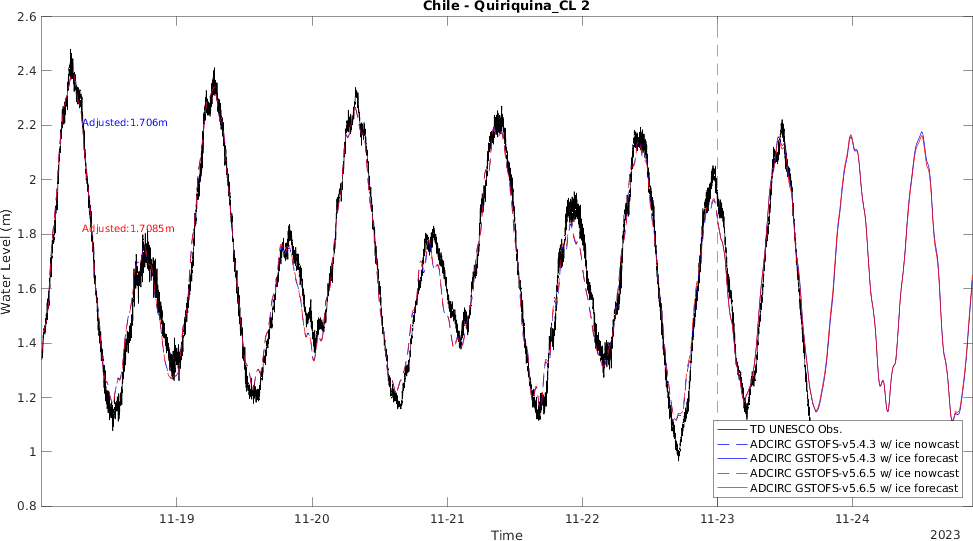 Chile - Quiriquina_CL 2
2.6
2.4
2.2
2
1.8
1.6
1.4
1.2
1
0.8
Water Level (m)
Adjusted:1.706m
Adjusted:1.7085m
TD UNESCO Obs.
ADCIRC GSTOFS-v5.4.3 w/ ice nowcast
ADCIRC GSTOFS-v5.4.3 w/ ice forecast
ADCIRC GSTOFS-v5.6.5 w/ ice nowcast
ADCIRC GSTOFS-v5.6.5 w/ ice forecast
11-19 11-20 11-21 11-22 11-23 11-24
Time
2023